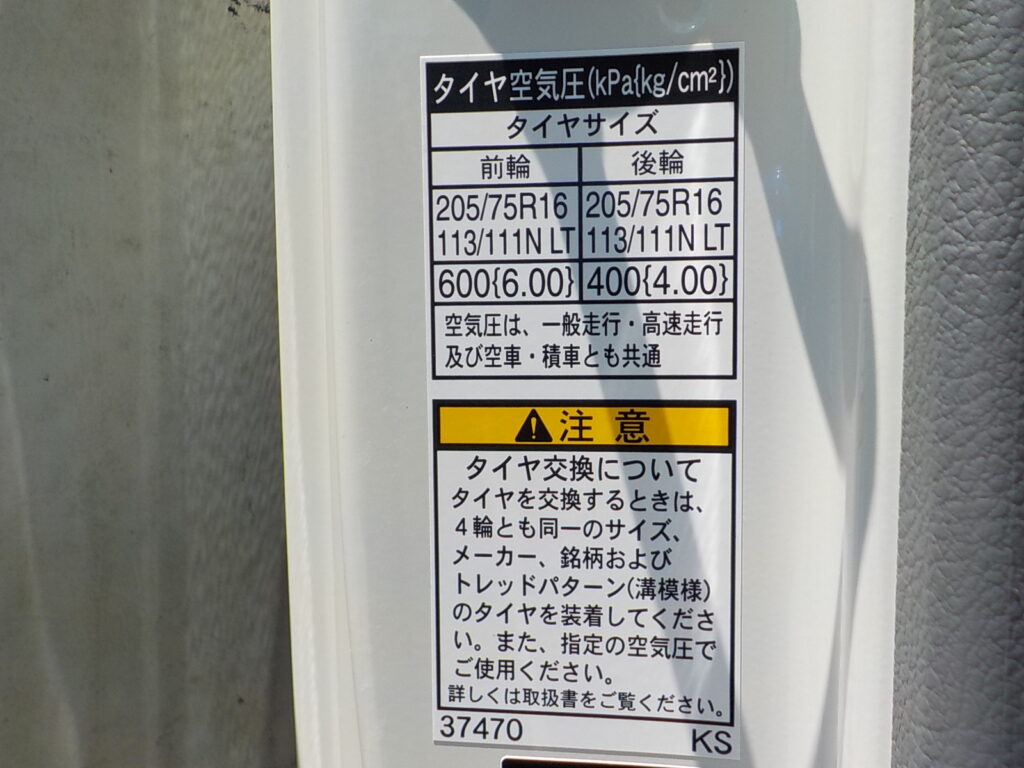 タイヤ空気圧(kPa{kg/cm²})
タイヤサイズ
前輪 後輪
205/75R16 205/75R16
113/111N LT 113/111N LT
600{6.00} 400{4.00}
空気圧は、一般走行・高速走行
及び空車・積車とも共通
⚠注意
タイヤ交換について
タイヤを交換するときは、
4輪とも同一のサイズ、
メーカー、銘柄および
トレッドパターン(溝模様)
のタイヤを装着してくださ
い。また、指定の空気圧で
ご使用ください。
詳しくは取扱書をご覧ください。
37470 KS